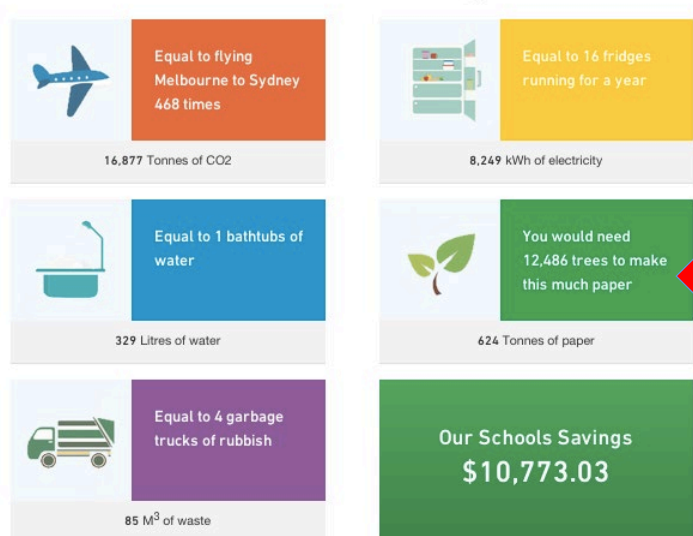 Equal to flying
Melbourne to Sydney
468 times
16,877 Tonnes of CO2
Equal to 16 fridges
running for a year
8,249 kWh of electricity
Equal to 1 bathtubs of
water
329 Litres of water
You would need
12,486 trees to make
this much paper
624 Tonnes of paper
Equal to 4 garbage
trucks of rubbish
85 M³ of waste
Our Schools Savings
$10,773.03